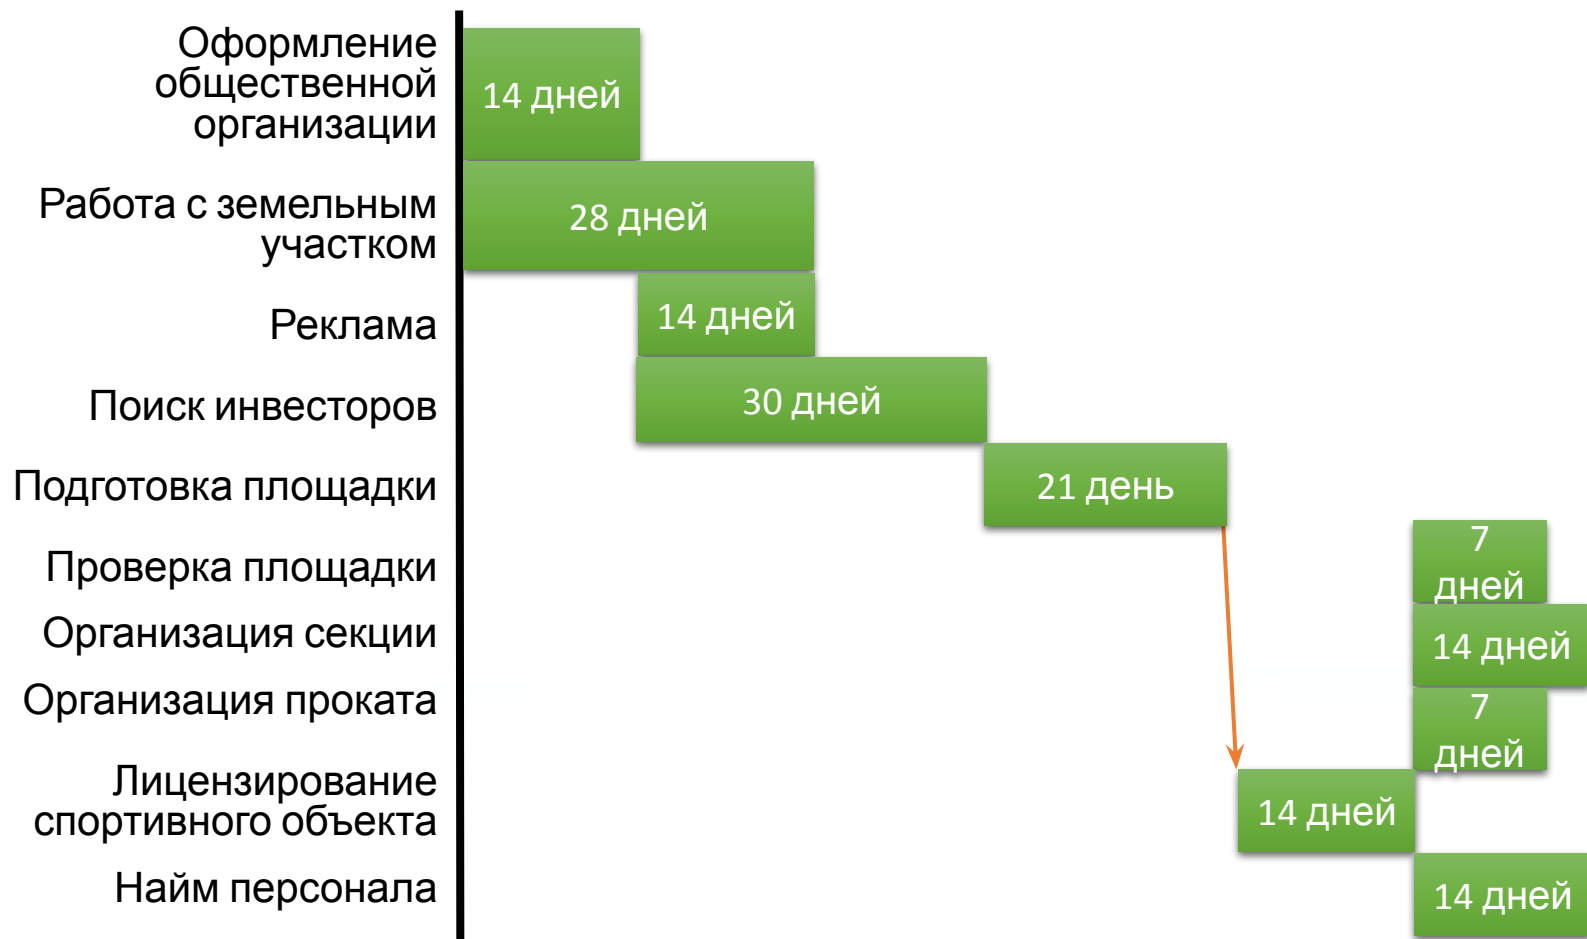 Оформление
общественной
организации
14 дней
Работа с земельным
участком
28 дней
Реклама
14 дней
Поиск инвесторов
30 дней
Подготовка площадки
21 день
Проверка площадки
7
дней
Организация секции
14 дней
Организация проката
7
дней
Лицензирование
спортивного объекта
14 дней
Найм персонала
14 дней